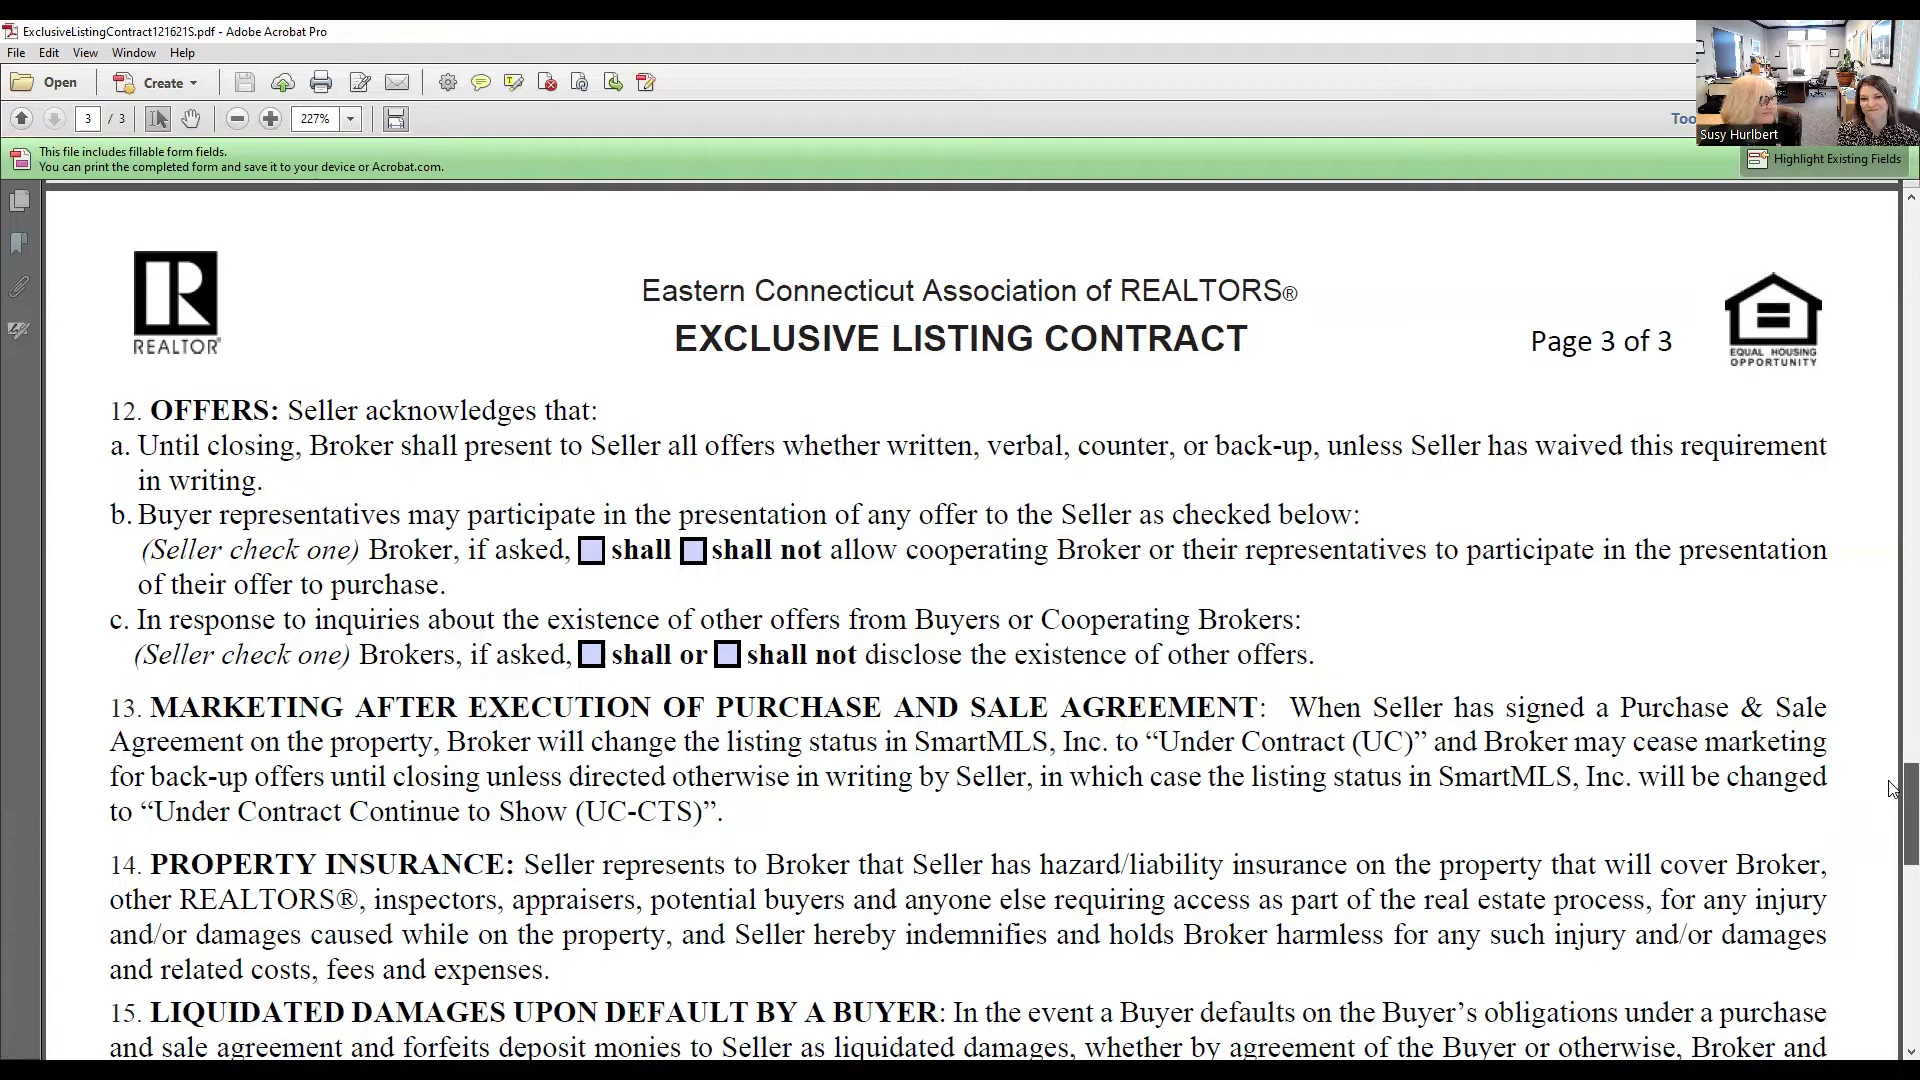 ExclusiveListingContract121621S.pdf - Adobe Acrobat Pro
File Edit View Window Help
Open Create
3 / 3 227%
Too
Susy Hurlbert
This file includes fillable form fields.
You can print the completed form and save it to your device or Acrobat.com.
Highlight Existing Fields
REALTOR®
Eastern Connecticut Association of REALTORS®
EXCLUSIVE LISTING CONTRACT
Page 3 of 3
EQUAL HOUSING
OPPORTUNITY
12. OFFERS: Seller acknowledges that:
a. Until closing, Broker shall present to Seller all offers whether written, verbal, counter, or back-up, unless Seller has waived this requirement
in writing.
b. Buyer representatives may participate in the presentation of any offer to the Seller as checked below:
(Seller check one) Broker, if asked, shall shall not allow cooperating Broker or their representatives to participate in the presentation
of their offer to purchase.
c. In response to inquiries about the existence of other offers from Buyers or Cooperating Brokers:
(Seller check one) Brokers, if asked, shall or shall not disclose the existence of other offers.
13. MARKETING AFTER EXECUTION OF PURCHASE AND SALE AGREEMENT: When Seller has signed a Purchase & Sale
Agreement on the property, Broker will change the listing status in SmartMLS, Inc. to “Under Contract (UC)” and Broker may cease marketing
for back-up offers until closing unless directed otherwise in writing by Seller, in which case the listing status in SmartMLS, Inc. will be changed
to “Under Contract Continue to Show (UC-CTS)”.
14. PROPERTY INSURANCE: Seller represents to Broker that Seller has hazard/liability insurance on the property that will cover Broker,
other REALTORS®, inspectors, appraisers, potential buyers and anyone else requiring access as part of the real estate process, for any injury
and/or damages caused while on the property, and Seller hereby indemnifies and holds Broker harmless for any such injury and/or damages
and related costs, fees and expenses.
15. LIQUIDATED DAMAGES UPON DEFAULT BY A BUYER: In the event a Buyer defaults on the Buyer’s obligations under a purchase
and sale agreement and forfeits deposit monies to Seller as liquidated damages, whether by agreement of the Buyer or otherwise, Broker and